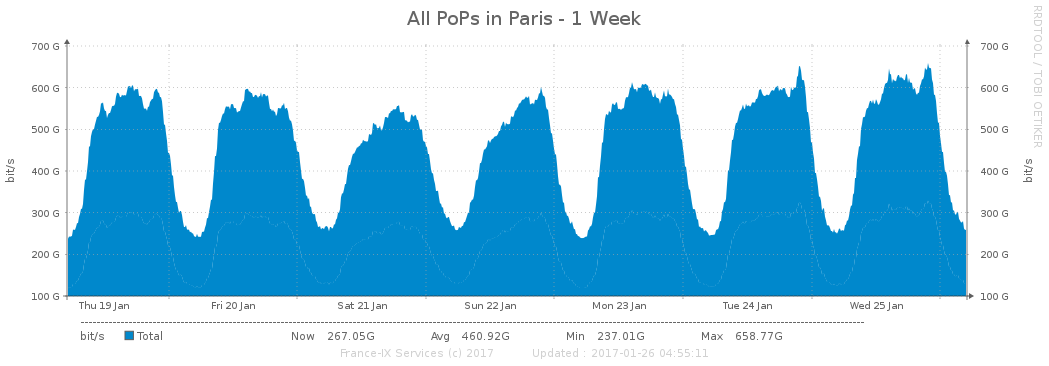 All PoPs in Paris - 1 Week
RRDTOOL / TOBI OETIKER
700 G 700 G
600 G 600 G
500 G 500 G
400 G 400 G
300 G 300 G
200 G 200 G
100 G 100 G
bit/s bit/s
Thu 19 Jan Fri 20 Jan Sat 21 Jan Sun 22 Jan Mon 23 Jan Tue 24 Jan Wed 25 Jan
bit/s Total Now 267.05G Avg 460.92G Min 237.01G Max 658.77G
France-IX Services (c) 2017 Updated : 2017-01-26 04:55:11